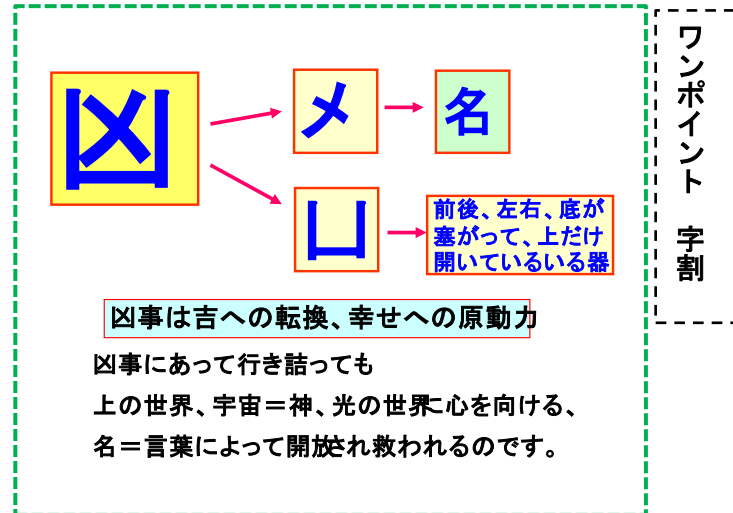 ワンポイント 字割
凶
メ
名
凵
前後、左右、底が
塞がって、上だけ
開いているいる器
凶事は吉への転換、幸せへの原動力
凶事にあって行き詰っても
上の世界、宇宙＝神、光の世界に心を向ける、
名＝言葉によって開放され救われるのです。